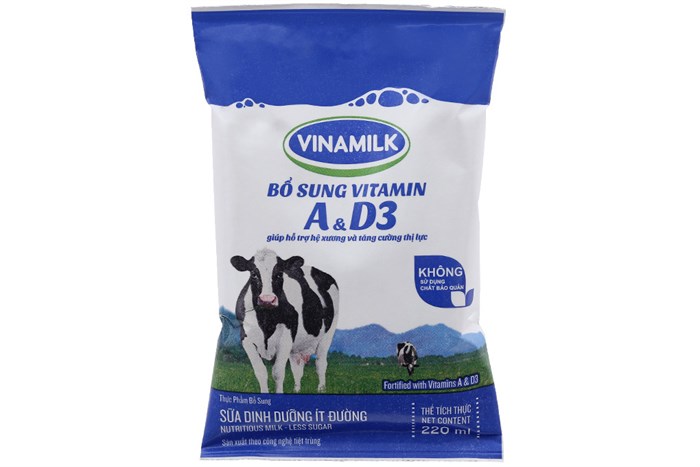 VINAMILK
BỔ SUNG VITAMIN
A & D3
giúp hỗ trợ hệ xương và tăng cường thị lực
KHÔNG
SỬ DỤNG
CHẤT BẢO QUẢN
Fortified with Vitamins A & D3
Thực Phẩm Bổ Sung
SỮA DINH DƯỠNG ÍT ĐƯỜNG
NUTRITIOUS MILK - LESS SUGAR
Sản xuất theo công nghệ tiệt trùng
THỂ TÍCH THỰC
NET CONTENT
220 ml